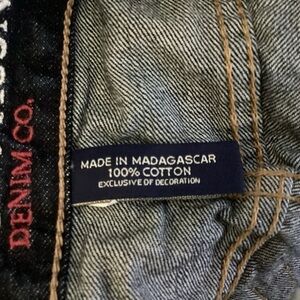 DENIM CO.
MADE IN MADAGASCAR
100% COTTON
EXCLUSIVE OF DECORATION